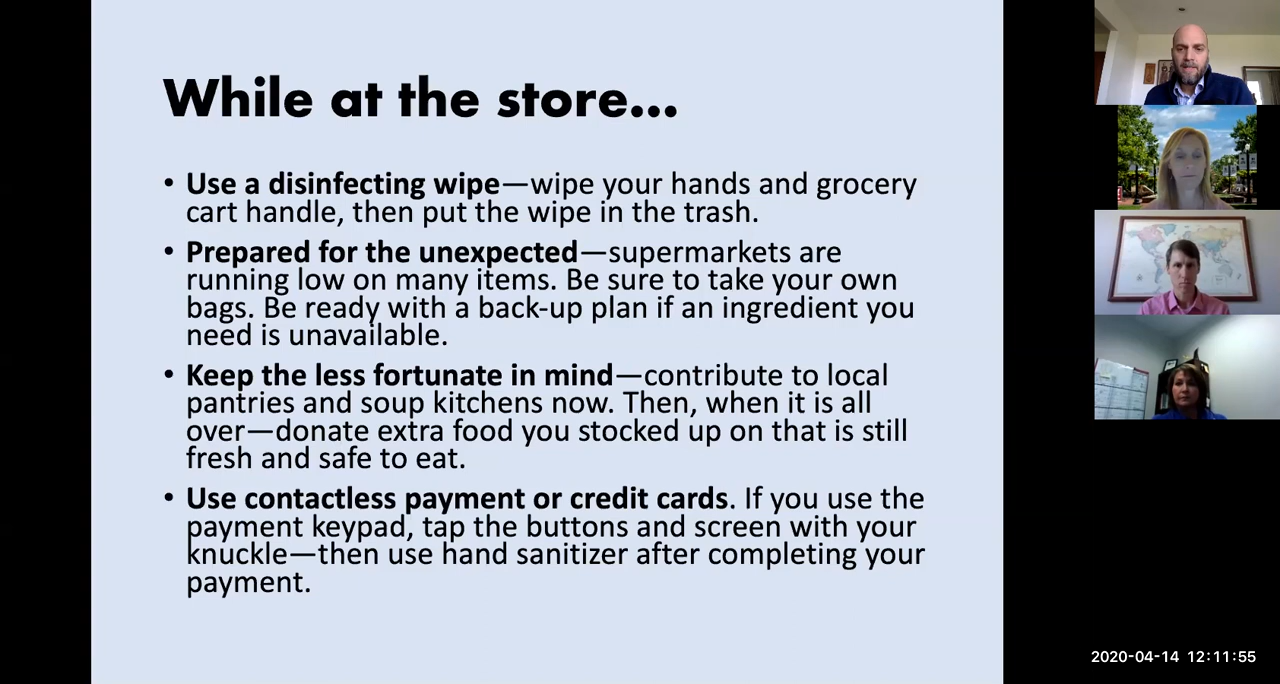 While at the store...
• Use a disinfecting wipe—wipe your hands and grocery
cart handle, then put the wipe in the trash.
• Prepared for the unexpected—supermarkets are
running low on many items. Be sure to take your own
bags. Be ready with a back-up plan if an ingredient you
need is unavailable.
• Keep the less fortunate in mind—contribute to local
pantries and soup kitchens now. Then, when it is all
over—donate extra food you stocked up on that is still
fresh and safe to eat.
• Use contactless payment or credit cards. If you use the
payment keypad, tap the buttons and screen with your
knuckle—then use hand sanitizer after completing your
payment.
2020-04-14 12:11:55